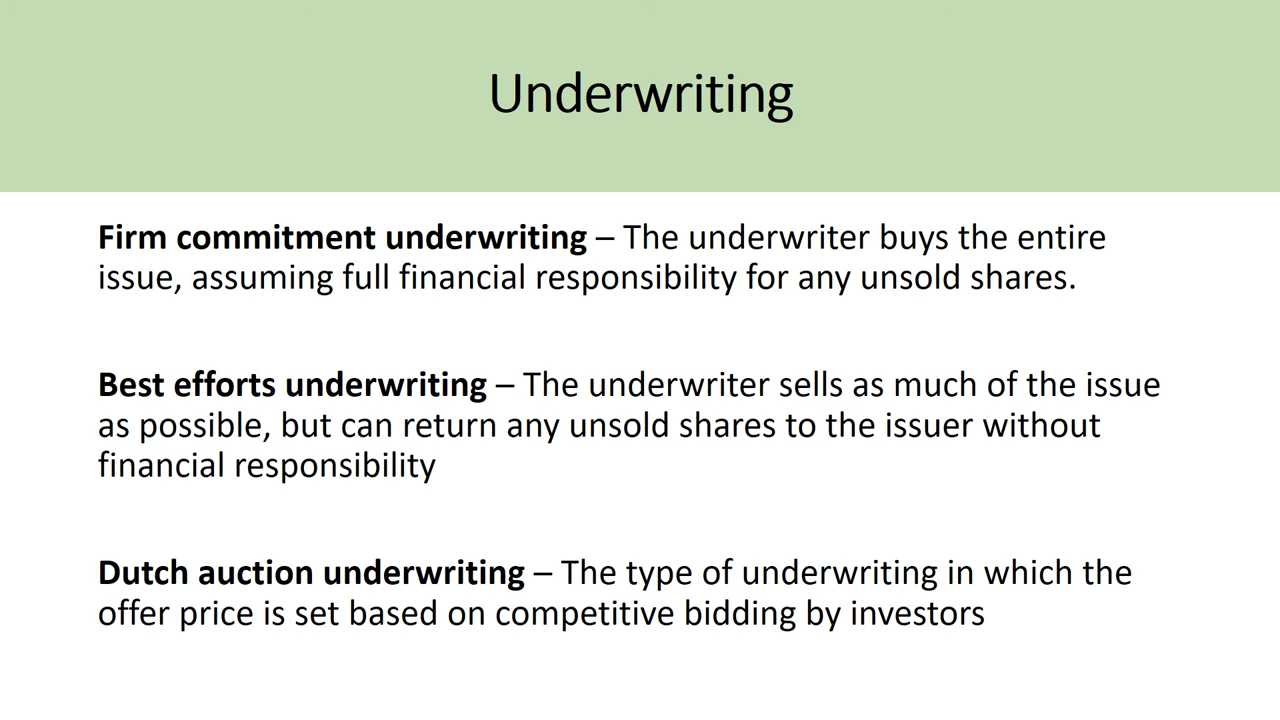 Underwriting
Firm commitment underwriting – The underwriter buys the entire
issue, assuming full financial responsibility for any unsold shares.
Best efforts underwriting – The underwriter sells as much of the issue
as possible, but can return any unsold shares to the issuer without
financial responsibility
Dutch auction underwriting – The type of underwriting in which the
offer price is set based on competitive bidding by investors